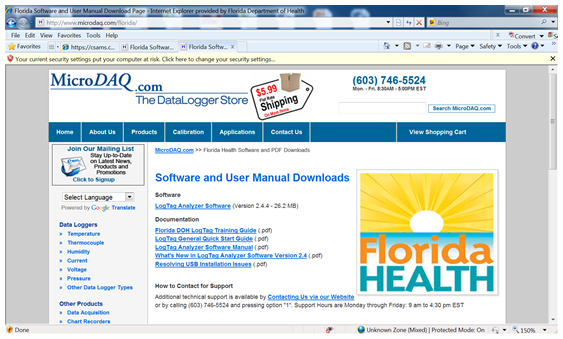 Florida Software and User Manual Download Page - Internet Explorer provided by Florida Department of Health
http://www.microdaq.com/florida/
Bing
File Edit View Favorites Tools Help
Convert
Favorites
https://csams.c...
Florida Softwar...
Florida Softw...
Page Safety Tools
Your current security settings put your computer at risk. Click here to change your security settings...
MicroDAQ.com
The DataLogger Store
$5.99
Flat Rate
Shipping
On Most Items
(603) 746-5524
Mon. - Fri. 8:30AM - 5:00PM EST
Search MicroDAQ.com
Home About Us Products Calibration Applications Contact Us View Shopping Cart
Join Our Mailing List
Stay Up-to-Date
on Latest News,
Products and
Promotions
Click to Signup
Select Language
Powered by Google Translate
Data Loggers
» Temperature
» Thermocouple
» Humidity
» Current
» Voltage
» Pressure
» Other Data Logger Types
Other Products
» Data Acquisition
» Chart Recorders
MicroDAQ.com >> Florida Health Software and PDF Downloads
Software and User Manual Downloads
Software
LogTag Analyzer Software (Version 2.4.4 - 26.2 MB)
Documentation
Florida DOH LogTag Training Guide (.pdf)
LogTag General Quick Start Guide (.pdf)
LogTag Analyzer Software Manual (.pdf)
What's New in LogTag Analyzer Software Version 2.4 (.pdf)
Resolving USB Installation Issues (.pdf)
How to Contact for Support
Additional technical support is available by Contacting Us via our Website
or by calling (603) 746-5524 and pressing option "1". Support Hours are Monday through Friday: 9 am to 4:30 pm EST
Florida
HEALTH
Done
Unknown Zone (Mixed) | Protected Mode: On
150%